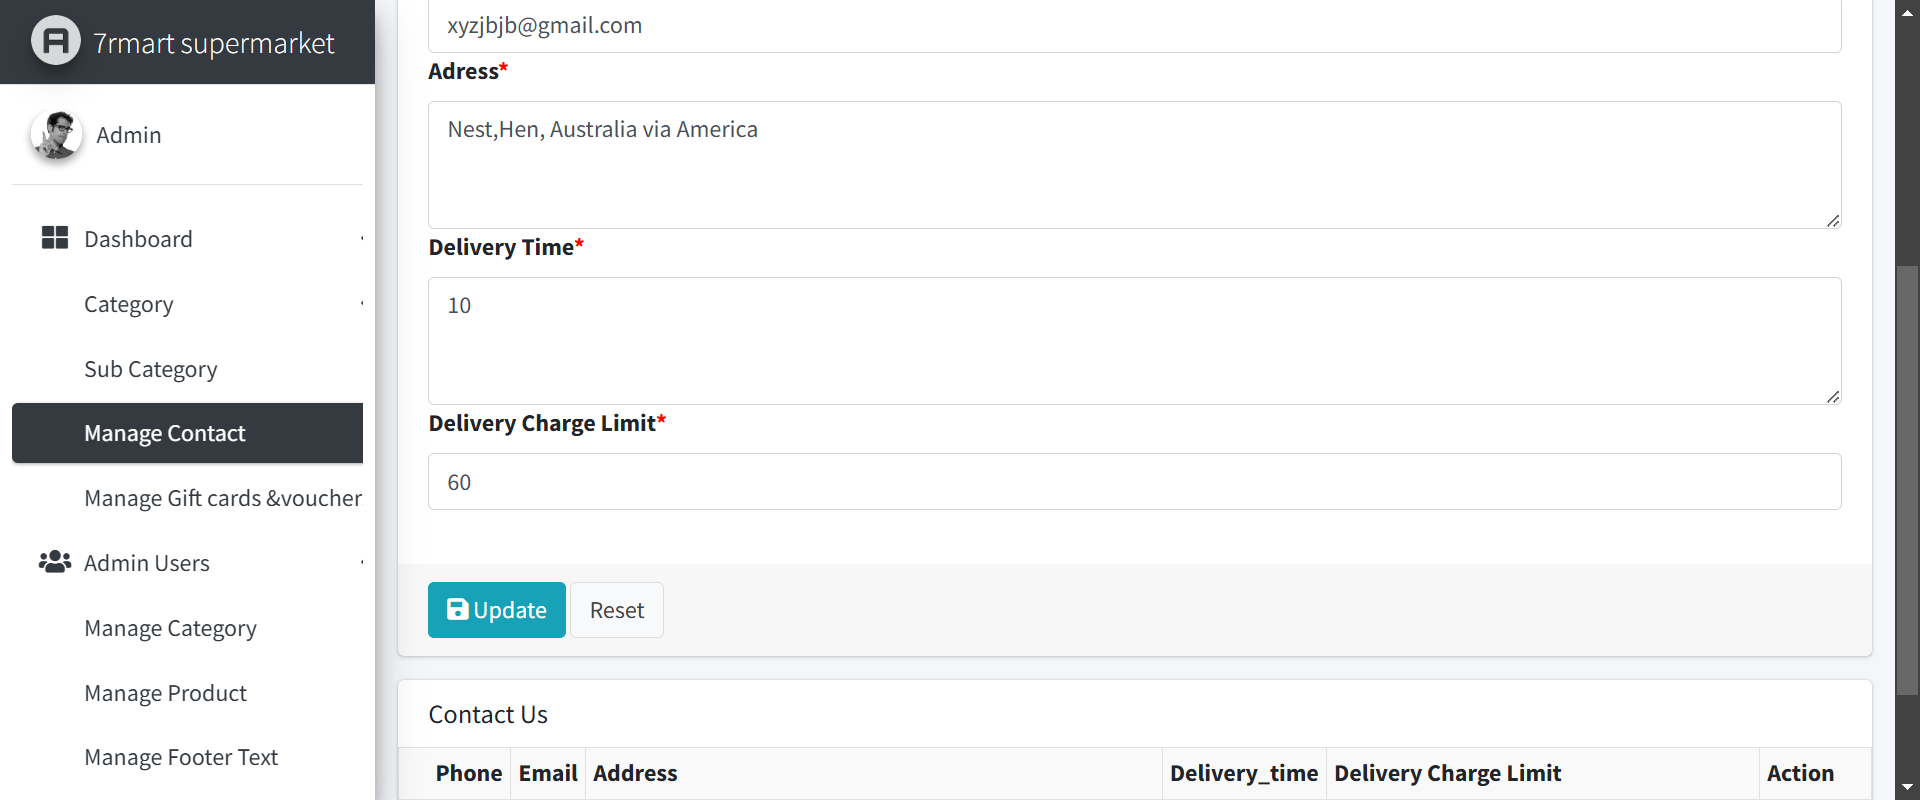 7rmart supermarket
Admin
Dashboard
Category
Sub Category
Manage Contact
Manage Gift cards &voucher
Admin Users
Manage Category
Manage Product
Manage Footer Text
xyzjbjb@gmail.com
Adress*
Nest,Hen, Australia via America
Delivery Time*
10
Delivery Charge Limit*
60
Update Reset
Contact Us
Phone Email Address Delivery_time Delivery Charge Limit Action